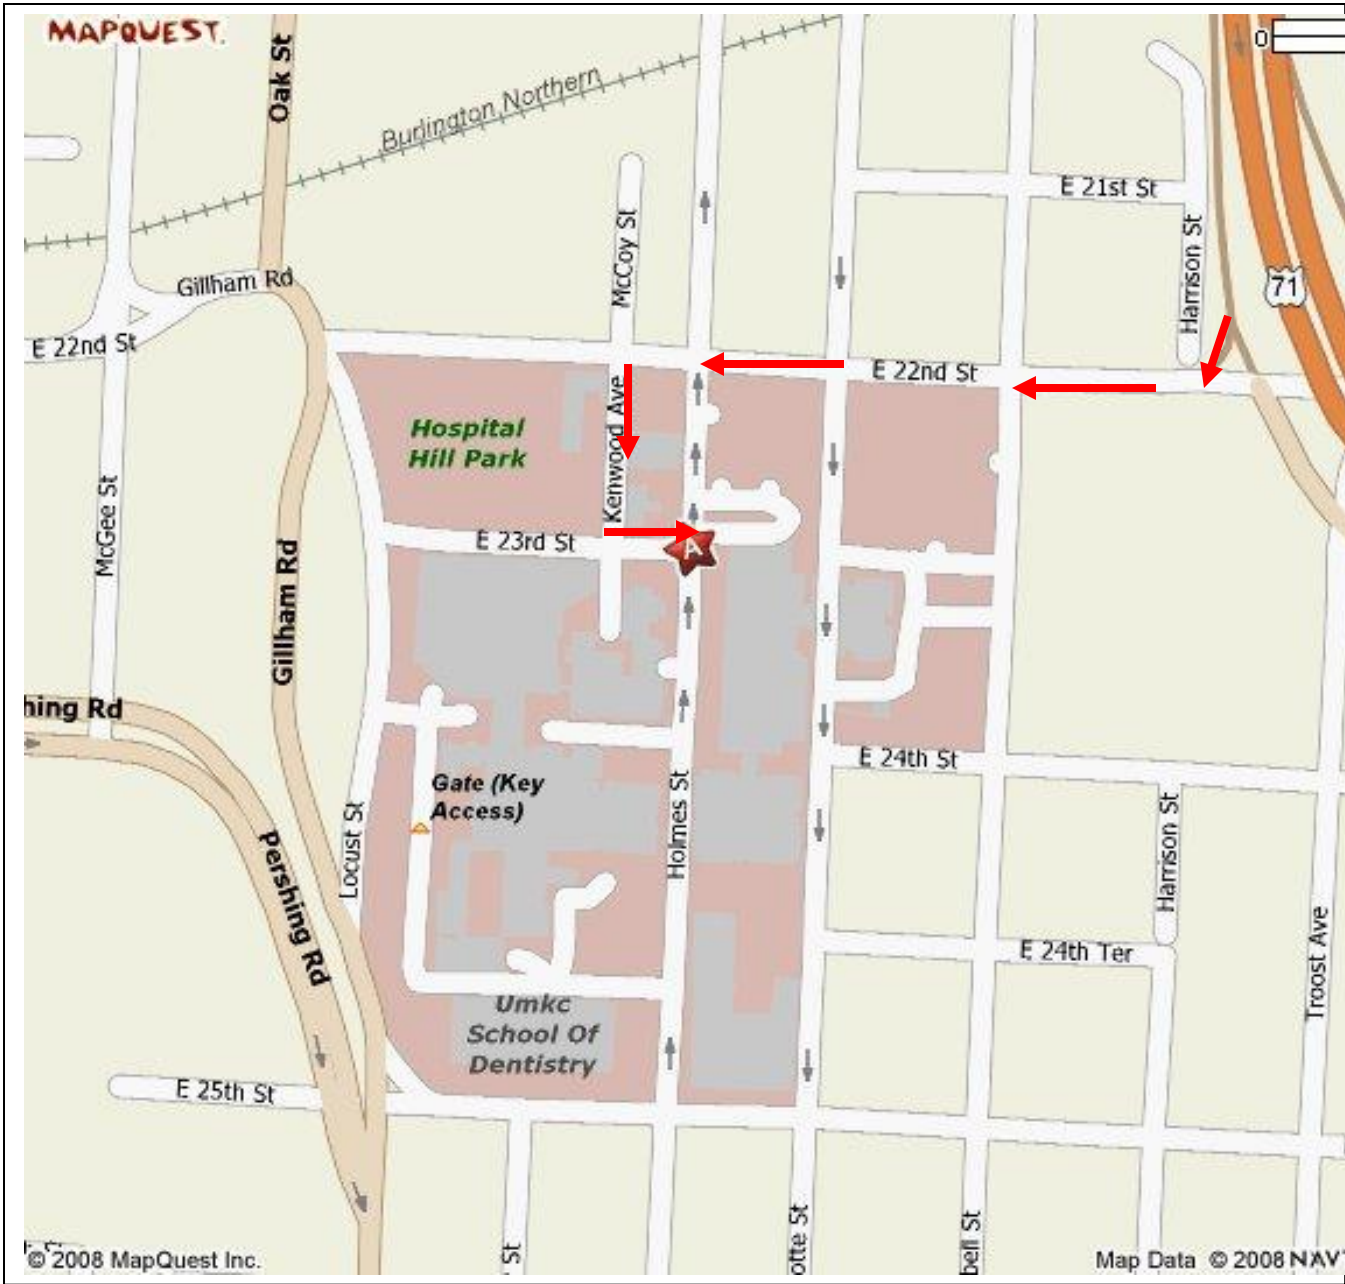 MAPQUEST.
0
Oak St
Burlington Northern
E 21st St
McCoy St
Harrison St
Gillham Rd
71
E 22nd St
E 22nd St
Kenwood Ave
Hospital
Hill Park
McGee St
E 23rd St
A
Gillham Rd
hing Rd
E 24th St
Gate (Key
Access)
Holmes St
Locust St
Harrison St
Pershing Rd
Troost Ave
E 24th Ter
Umkc
School Of
Dentistry
E 25th St
St
otte St
bell St
© 2008 MapQuest Inc.
Map Data © 2008 NAVT